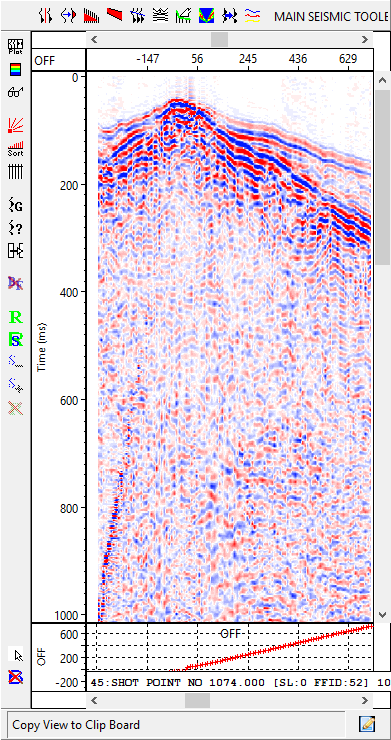 MAIN SEISMIC TOOLE
Plot
OFF
-147 56 245 436 629
0
Sort
200
G
?
400
R
S
Time (ms)
600
800
1000
OFF
600
OFF
200
-200
45:SHOT POINT NO 1074.000 [SL:0 FFID:52] 10
Copy View to Clip Board